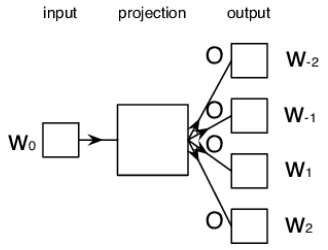 input projection output
O W-2
O W-1
W0 O W1
O W2